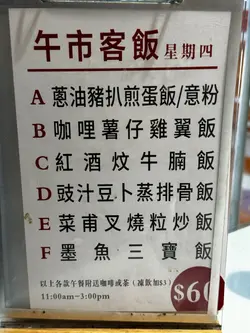 午市客飯 星期四
A 蔥油豬扒煎蛋飯/意粉
B 咖哩薯仔雞翼飯
C 紅酒炆牛腩飯
D 豉汁豆卜蒸排骨飯
E 菜甫叉燒粒炒飯
F 墨魚三寶飯
以上各款午餐附送咖啡或茶(凍飲加$3)
11:00am~3:00pm
$60